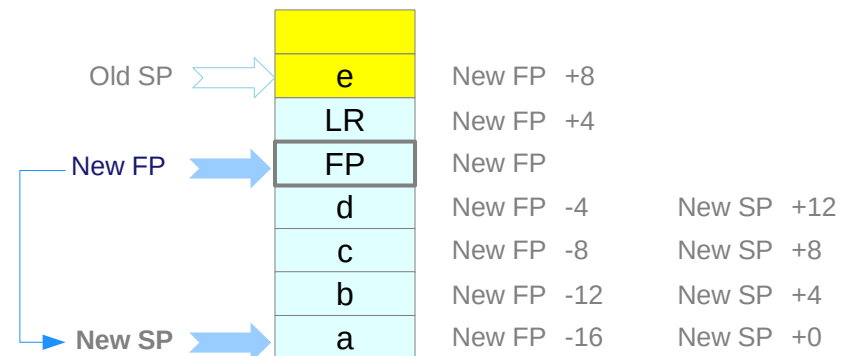 Old SP e New FP +8
LR New FP +4
New FP FP New FP
d New FP -4 New SP +12
c New FP -8 New SP +8
b New FP -12 New SP +4
New SP a New FP -16 New SP +0